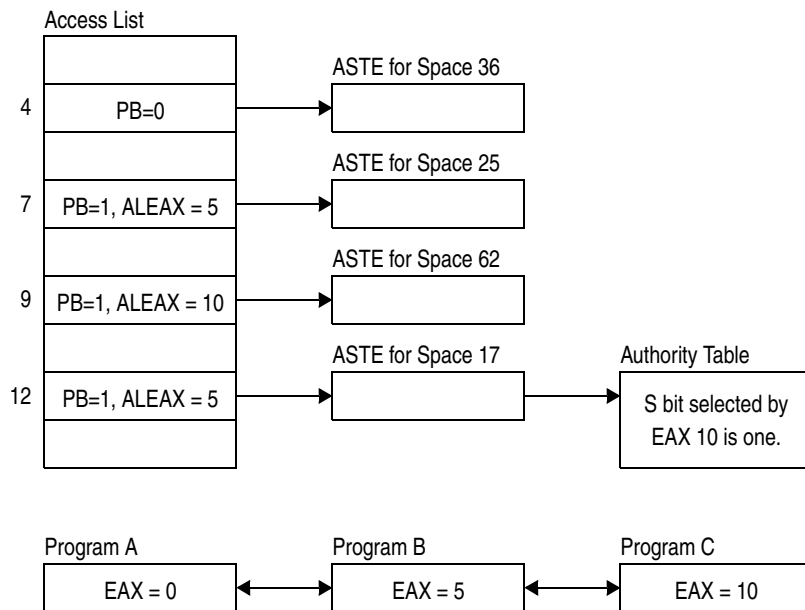 Access List
ASTE for Space 36
4
PB=0
ASTE for Space 25
7
PB=1, ALEAX = 5
ASTE for Space 62
9
PB=1, ALEAX = 10
ASTE for Space 17
Authority Table
12
PB=1, ALEAX = 5
S bit selected by
EAX 10 is one.
Program A
Program B
Program C
EAX = 0
EAX = 5
EAX = 10